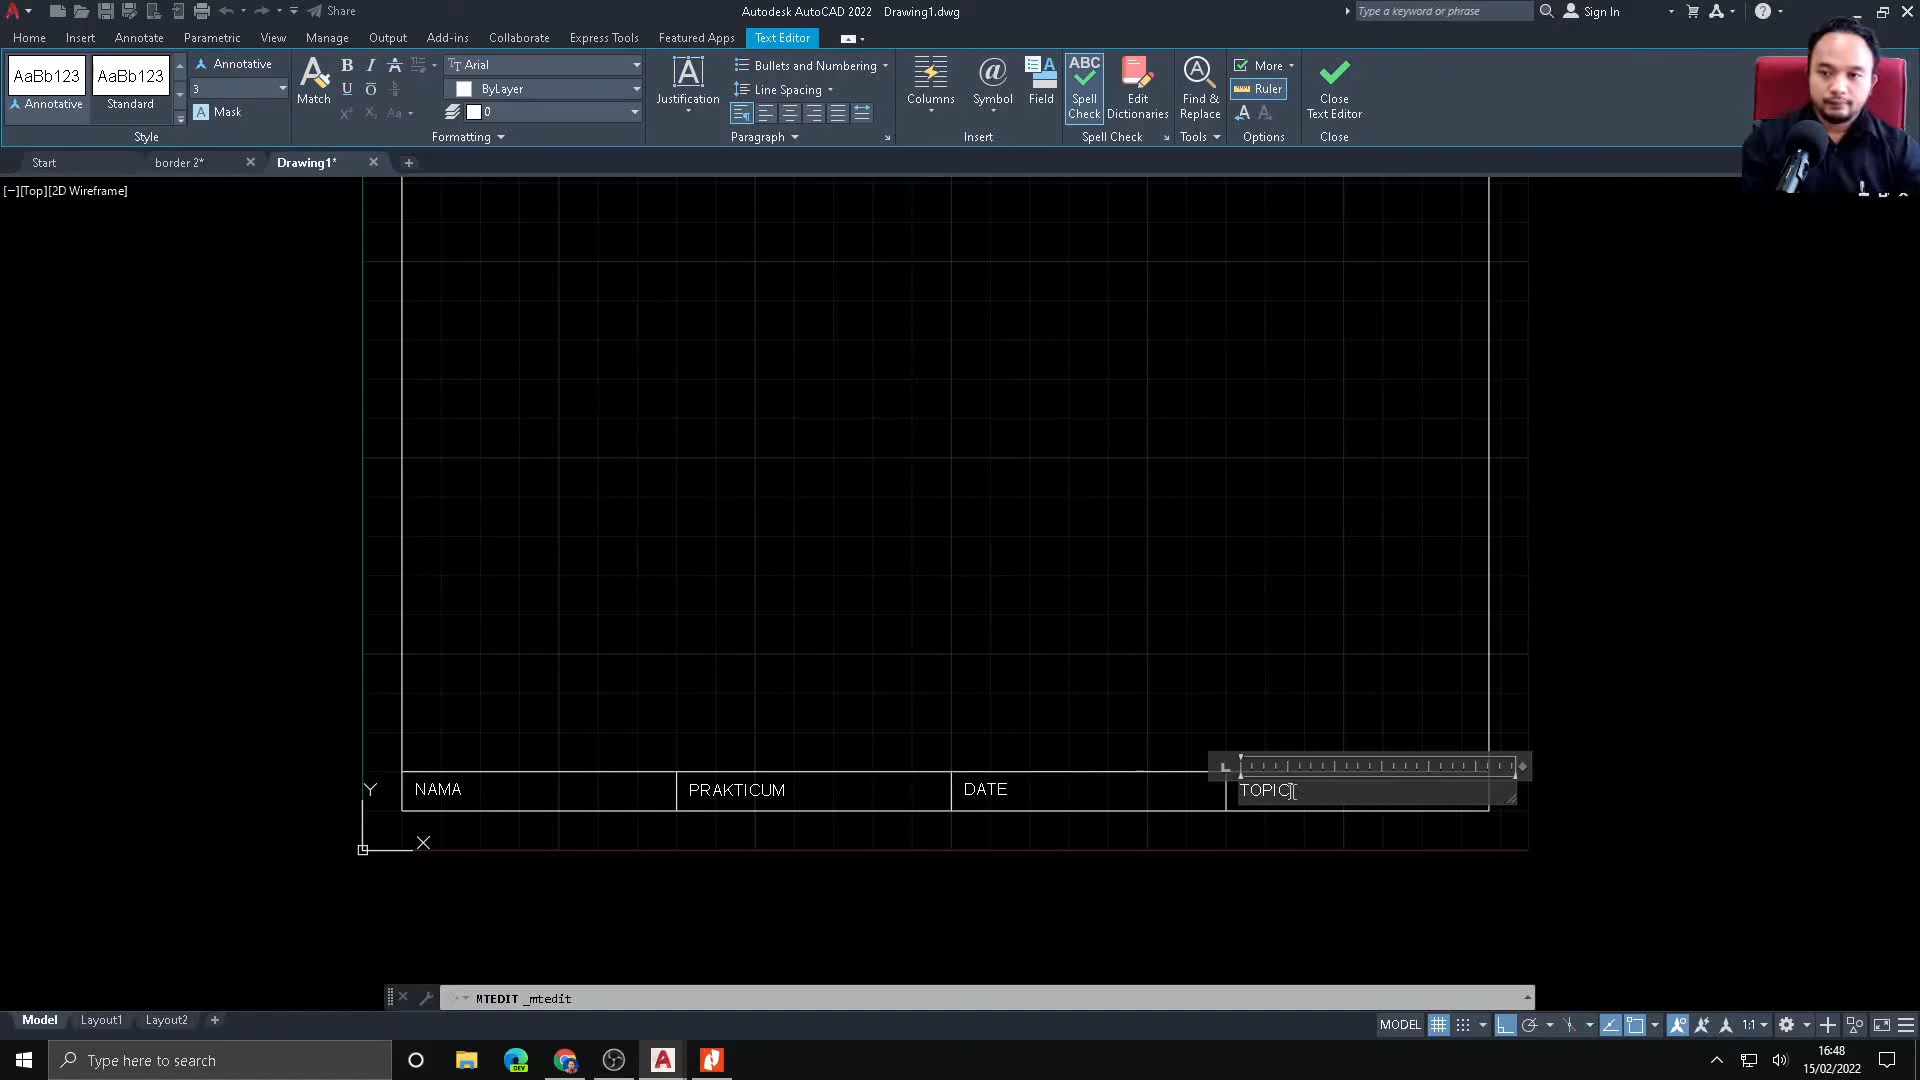 Share
Autodesk AutoCAD 2022 Drawing1.dwg
Type a keyword or phrase
Sign In
Home Insert Annotate Parametric View Manage Output Add-ins Collaborate Express Tools Featured Apps Text Editor
AaBb123 AaBb123
Annotative Standard
Annotative
3
Mask
Style
Match
B I A
U O
Arial
ByLayer
0
Formatting
Justification
Bullets and Numbering
Line Spacing
Paragraph
Columns Symbol Field
Insert
ABC
Spell Check
Edit Dictionaries
Spell Check
Find & Replace
Tools
More
Ruler
Options
Close Text Editor
Close
Start border 2* Drawing1*
[−][Top][2D Wireframe]
NAMA PRAKTICUM DATE TOPIC
Y
X
MTEDIT _mtedit
Model Layout1 Layout2
MODEL 1:1
Type here to search
DEV
16:48
15/02/2022